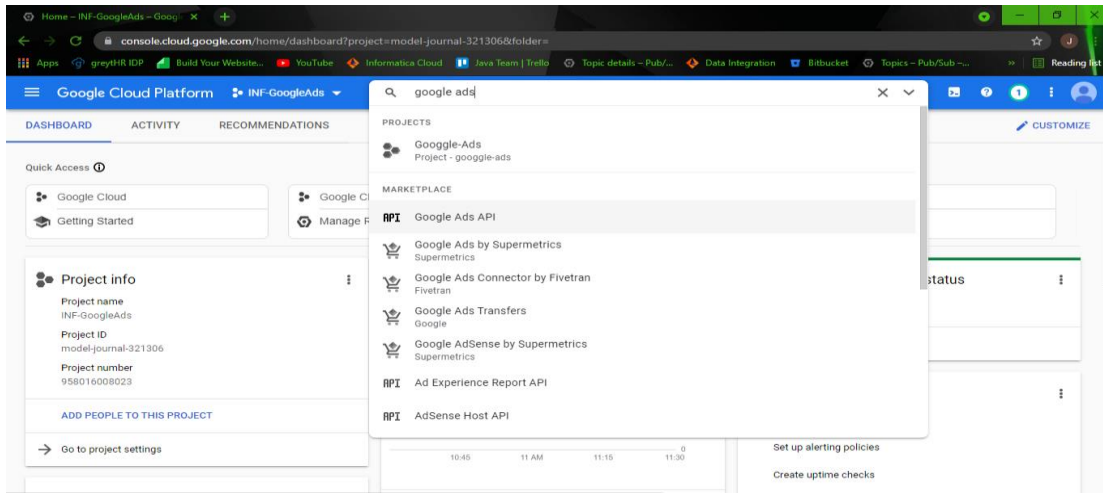 Home – INF-GoogleAds – Goog
console.cloud.google.com/home/dashboard?project=model-journal-321306&folder=
J
Apps greytHR IDP Build Your Website... YouTube Informatica Cloud Java Team | Trello Topic details – Pub/... Data Integration Bitbucket Topics – Pub/Sub –... » Reading list
Google Cloud Platform INF-GoogleAds google ads 1
DASHBOARD ACTIVITY RECOMMENDATIONS CUSTOMIZE
PROJECTS
Googgle-Ads
Project - googgle-ads
MARKETPLACE
API Google Ads API
Google Ads by Supermetrics
Supermetrics
Google Ads Connector by Fivetran
Fivetran
Google Ads Transfers
Google
Google AdSense by Supermetrics
Supermetrics
API Ad Experience Report API
API AdSense Host API
Quick Access
Google Cloud
Getting Started
Google C
Manage
Project info
Project name
INF-GoogleAds
Project ID
model-journal-321306
Project number
958016008023
ADD PEOPLE TO THIS PROJECT
Go to project settings
0
10:45 11 AM 11:15 11:30
status
Set up alerting policies
Create uptime checks